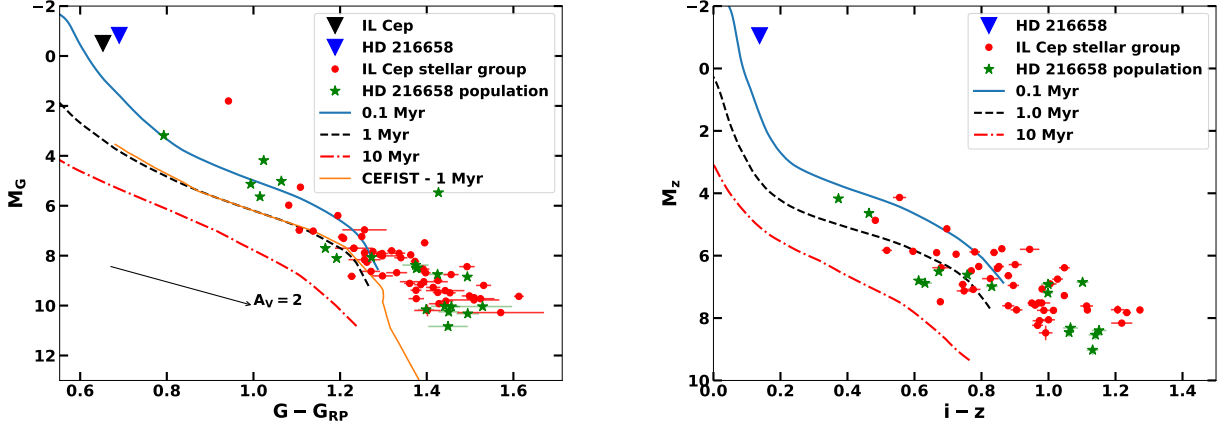 −2
0
2
4
6
8
10
12
0.6
0.8
1.0
1.2
1.4
1.6
M_G
G − G_RP
IL Cep
HD 216658
IL Cep stellar group
HD 216658 population
0.1 Myr
1 Myr
10 Myr
CEFIST - 1 Myr
A_V = 2
−2
0
2
4
6
8
10
0.0
0.2
0.4
0.6
0.8
1.0
1.2
1.4
M_z
i − z
HD 216658
IL Cep stellar group
HD 216658 population
0.1 Myr
1.0 Myr
10 Myr